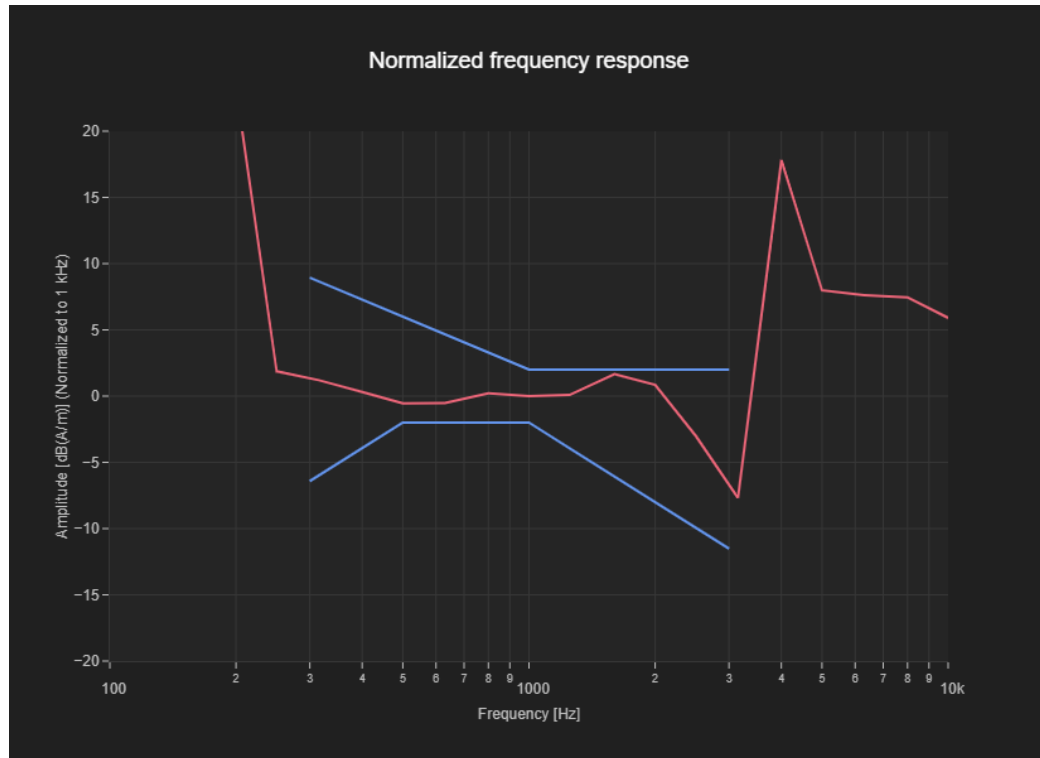 Normalized frequency response
Amplitude [dB(A/m)] (Normalized to 1 kHz)
20
15
10
5
0
−5
−10
−15
−20
2 3 4 5 6 7 8 9 2 3 4 5 6 7 8 9
100 1000 10k
Frequency [Hz]